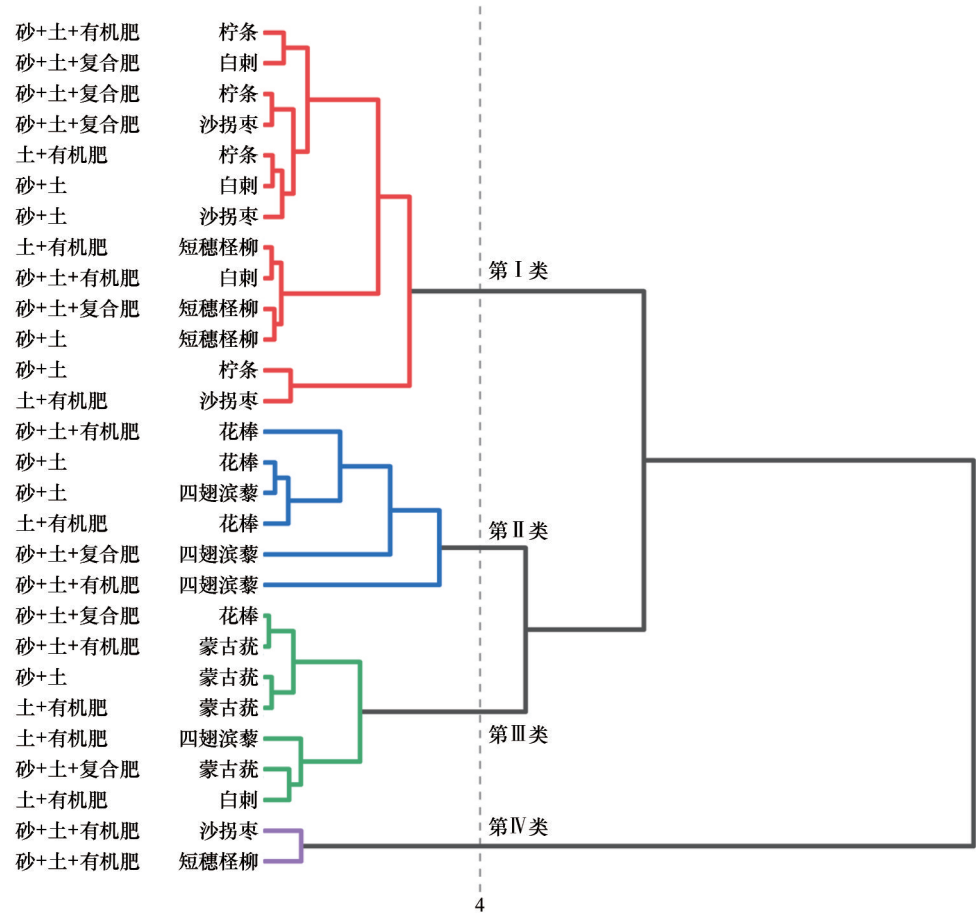 砂+土+有机肥 柠条
砂+土+复合肥 白刺
砂+土+复合肥 柠条
砂+土+复合肥 沙拐枣
土+有机肥 柠条
砂+土 白刺
砂+土 沙拐枣
土+有机肥 短穗柽柳
砂+土+有机肥 白刺
第Ⅰ类
砂+土+复合肥 短穗柽柳
砂+土 短穗柽柳
砂+土 柠条
土+有机肥 沙拐枣
砂+土+有机肥 花棒
砂+土 花棒
砂+土 四翅滨藜
土+有机肥 花棒
第Ⅱ类
砂+土+复合肥 四翅滨藜
砂+土+有机肥 四翅滨藜
砂+土+复合肥 花棒
砂+土+有机肥 蒙古莸
砂+土 蒙古莸
土+有机肥 蒙古莸
土+有机肥 四翅滨藜
第Ⅲ类
砂+土+复合肥 蒙古莸
土+有机肥 白刺
砂+土+有机肥 沙拐枣
第Ⅳ类
砂+土+有机肥 短穗柽柳
4